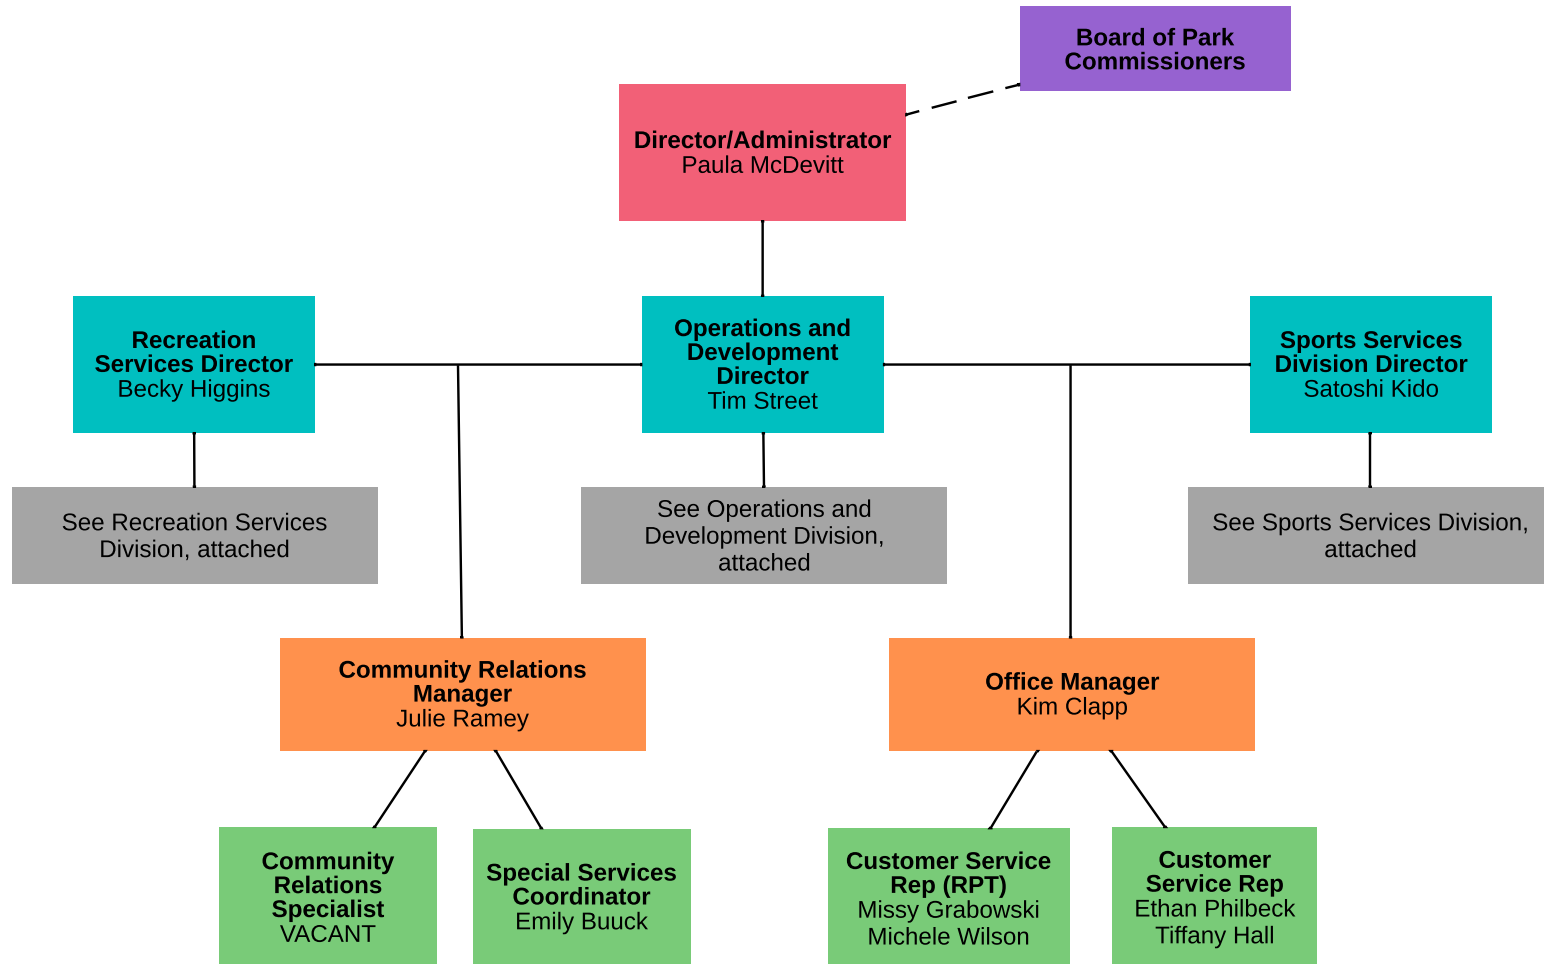 Board of Park
Commissioners
Director/Administrator
Paula McDevitt
Recreation
Services Director
Becky Higgins
Operations and
Development
Director
Tim Street
Sports Services
Division Director
Satoshi Kido
See Recreation Services
Division, attached
See Operations and
Development Division,
attached
See Sports Services Division,
attached
Community Relations
Manager
Julie Ramey
Office Manager
Kim Clapp
Community
Relations
Specialist
VACANT
Special Services
Coordinator
Emily Buuck
Customer Service
Rep (RPT)
Missy Grabowski
Michele Wilson
Customer
Service Rep
Ethan Philbeck
Tiffany Hall